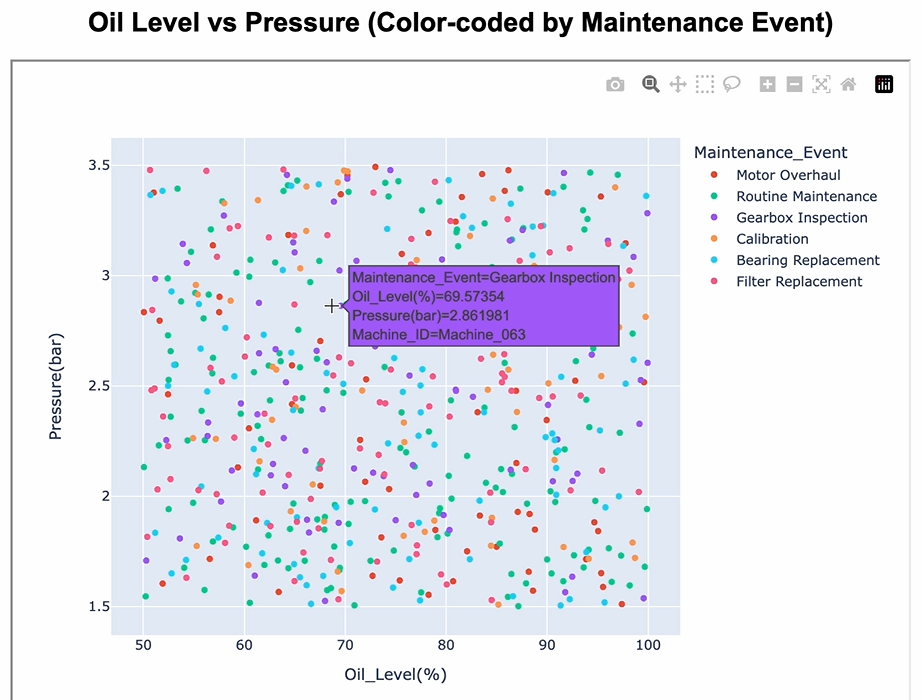 Oil Level vs Pressure (Color-coded by Maintenance Event)
Maintenance_Event
Motor Overhaul
Routine Maintenance
Gearbox Inspection
Calibration
Bearing Replacement
Filter Replacement
3.5
3
2.5
2
1.5
Pressure(bar)
Maintenance_Event=Gearbox Inspection
Oil_Level(%)=69.57354
Pressure(bar)=2.861981
Machine_ID=Machine_063
50 60 70 80 90 100
Oil_Level(%)